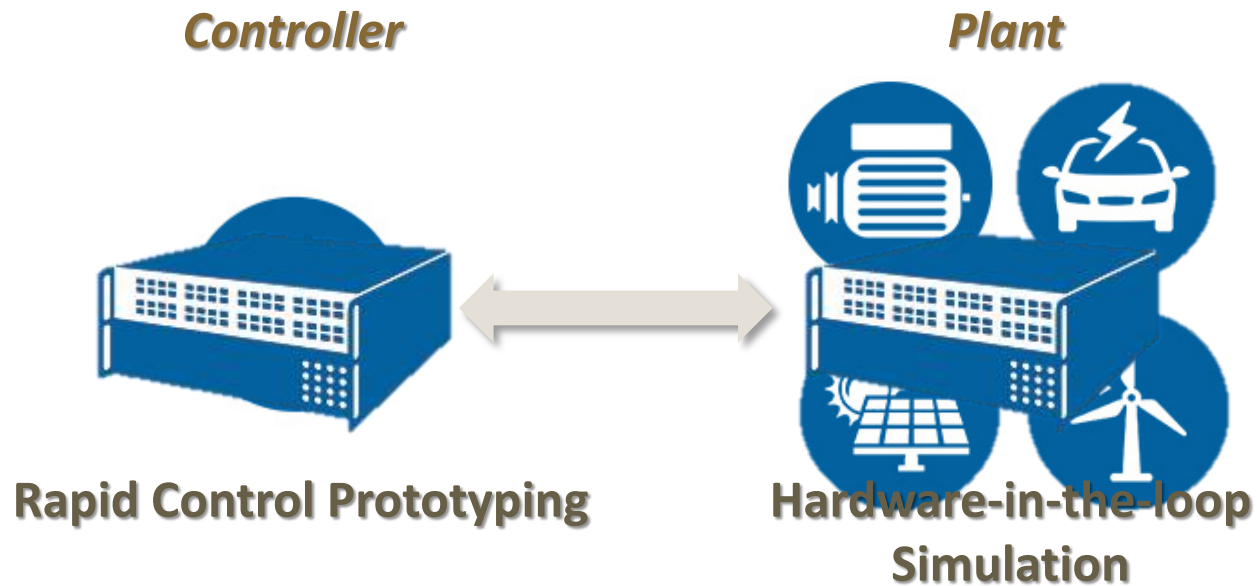 Controller
Plant
Rapid Control Prototyping
Hardware-in-the-loop
Simulation